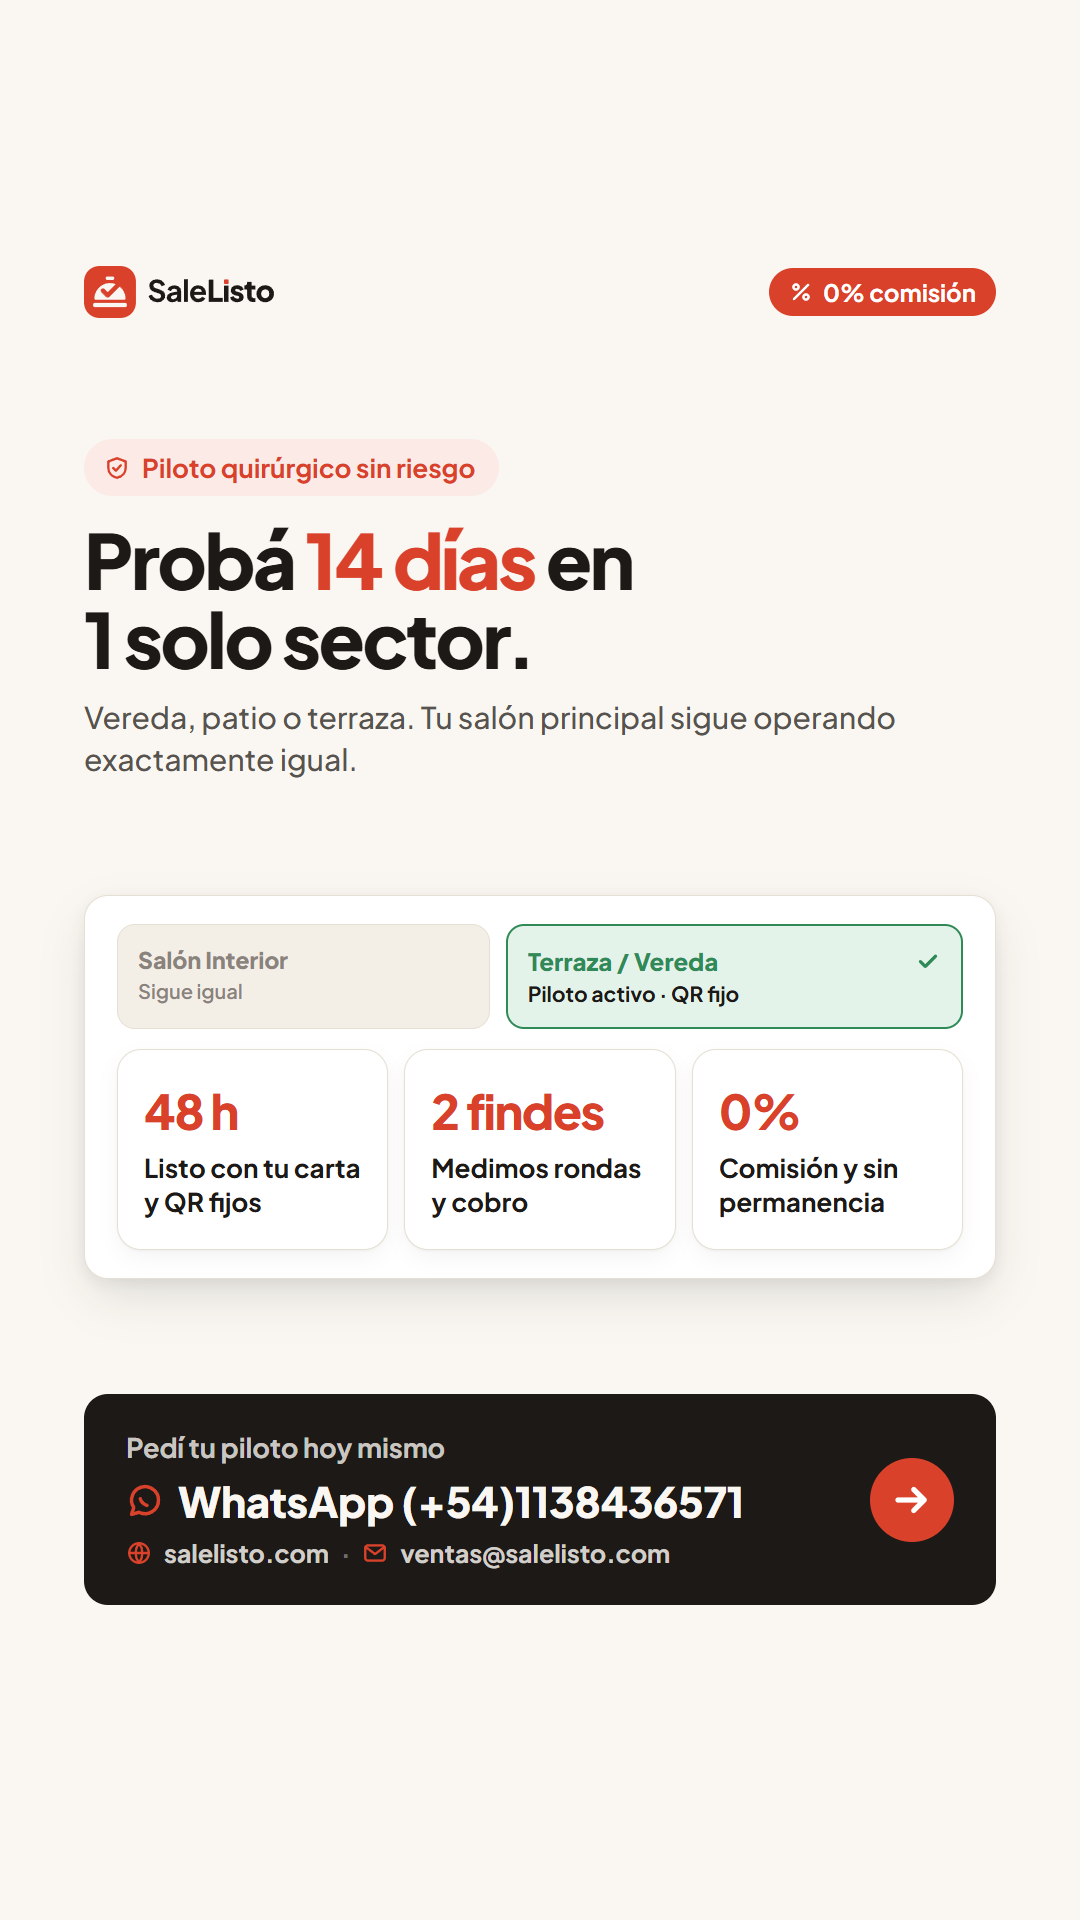 SaleListo
% 0% comisión
Piloto quirúrgico sin riesgo
Probá 14 días en
1 solo sector.
Vereda, patio o terraza. Tu salón principal sigue operando
exactamente igual.
Salón Interior
Sigue igual
Terraza / Vereda
Piloto activo · QR fijo
48 h
Listo con tu carta
y QR fijos
2 findes
Medimos rondas
y cobro
0%
Comisión y sin
permanencia
Pedí tu piloto hoy mismo
WhatsApp (+54)1138436571
salelisto.com · ventas@salelisto.com